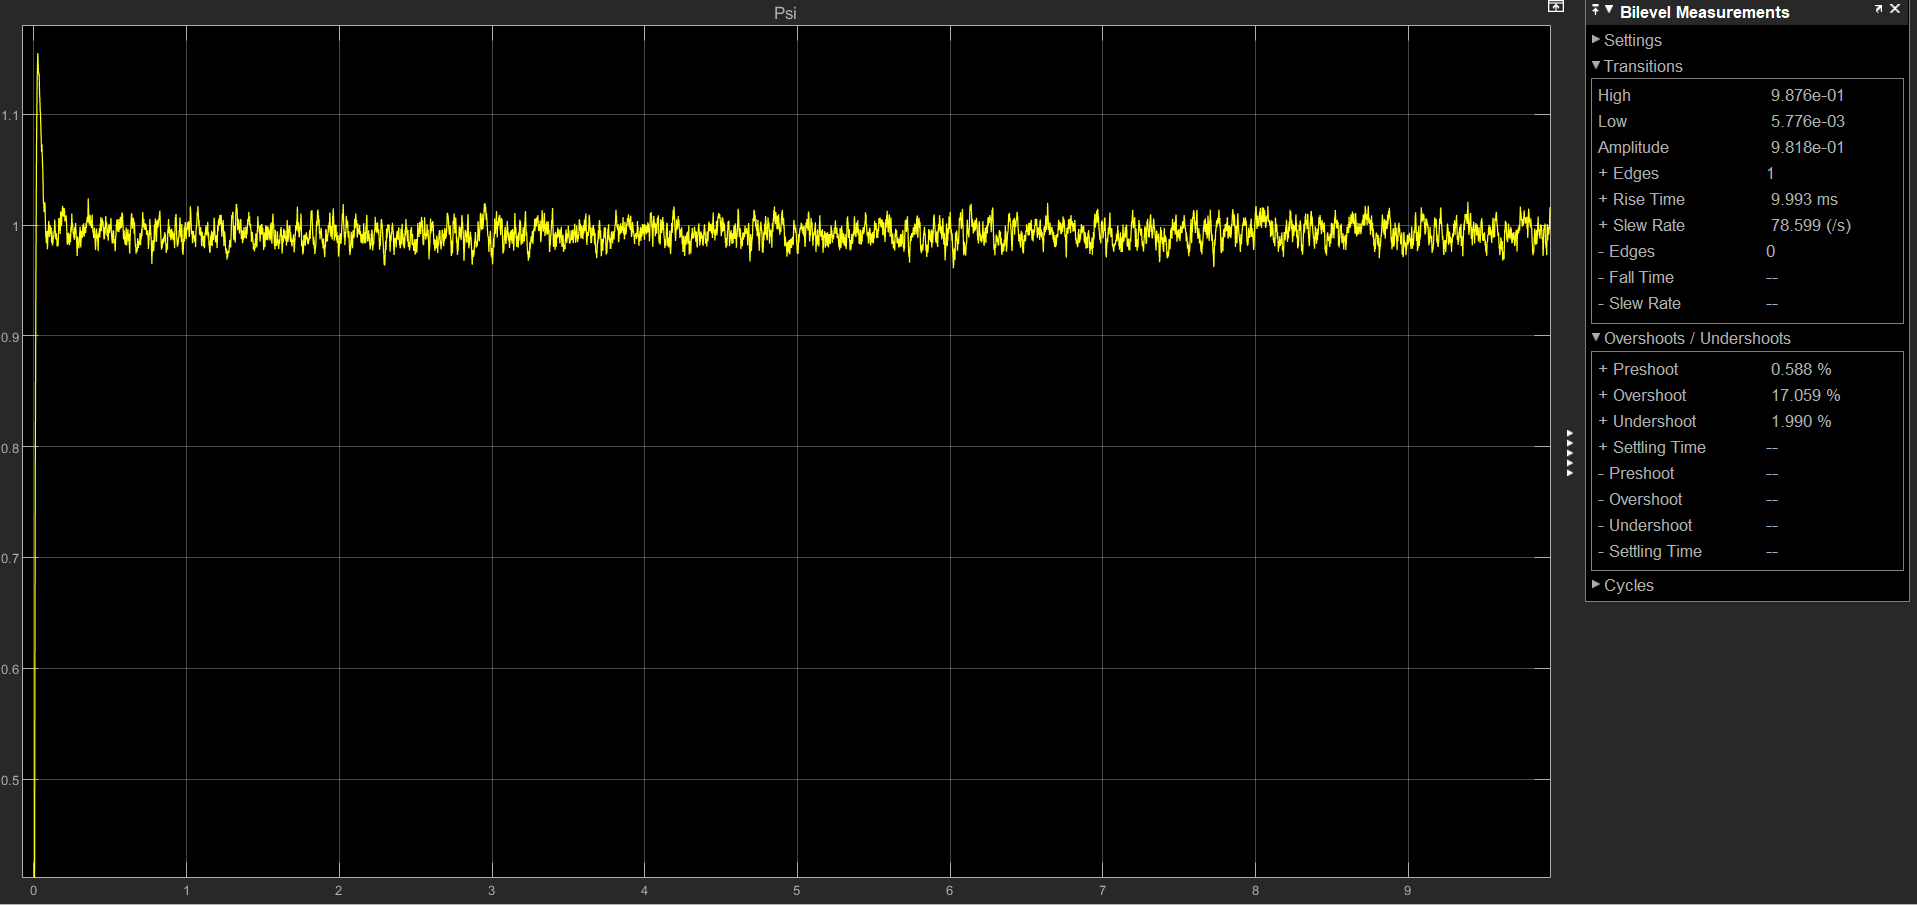 Psi
1.1
1
0.9
0.8
0.7
0.6
0.5
0 1 2 3 4 5 6 7 8 9
Bilevel Measurements
Settings
Transitions
High 9.876e-01
Low 5.776e-03
Amplitude 9.818e-01
+ Edges 1
+ Rise Time 9.993 ms
+ Slew Rate 78.599 (/s)
- Edges 0
- Fall Time --
- Slew Rate --
Overshoots / Undershoots
+ Preshoot 0.588 %
+ Overshoot 17.059 %
+ Undershoot 1.990 %
+ Settling Time --
- Preshoot --
- Overshoot --
- Undershoot --
- Settling Time --
Cycles